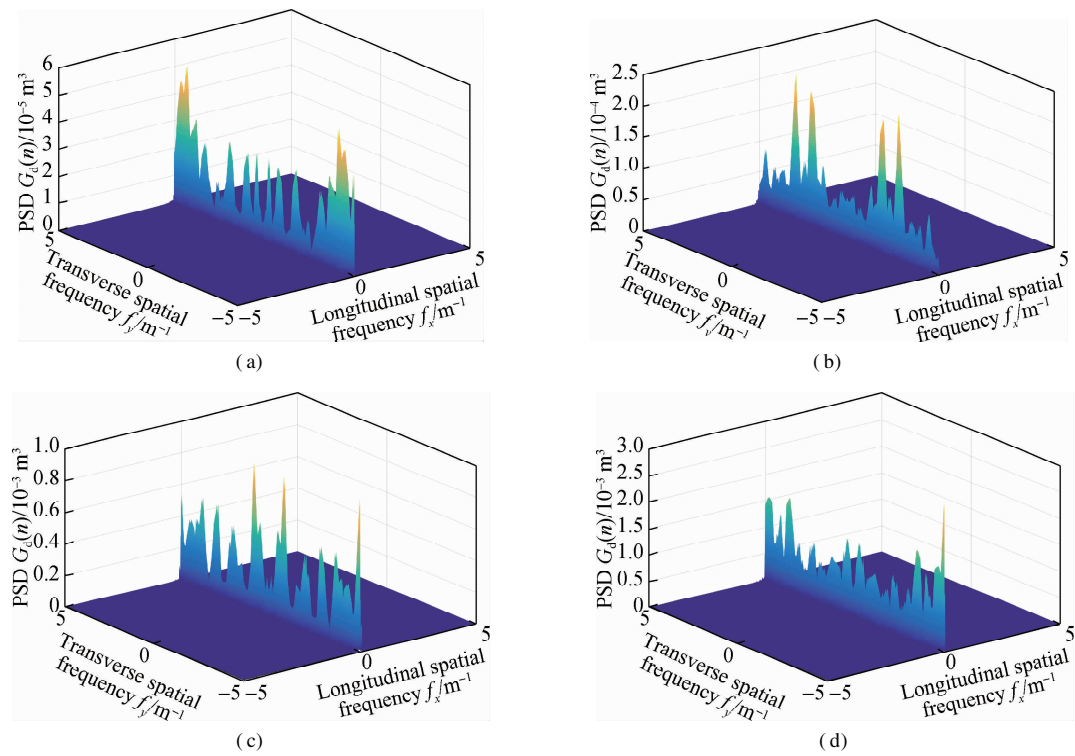 PSD G_d(n)/10⁻⁵ m³
6
5
4
3
2
1
0
5
0
−5
−5
0
5
Transverse spatial
frequency f_y/m⁻¹
Longitudinal spatial
frequency f_x/m⁻¹
(a)
PSD G_d(n)/10⁻⁴ m³
2.5
2.0
1.5
1.0
0.5
0
5
0
−5
−5
0
5
Transverse spatial
frequency f_y/m⁻¹
Longitudinal spatial
frequency f_x/m⁻¹
(b)
PSD G_d(n)/10⁻³ m³
1.0
0.8
0.6
0.4
0.2
0
5
0
−5
−5
0
5
Transverse spatial
frequency f_y/m⁻¹
Longitudinal spatial
frequency f_x/m⁻¹
(c)
PSD G_d(n)/10⁻³ m³
3.0
2.5
2.0
1.5
1.0
0.5
0
5
0
−5
−5
0
5
Transverse spatial
frequency f_y/m⁻¹
Longitudinal spatial
frequency f_x/m⁻¹
(d)